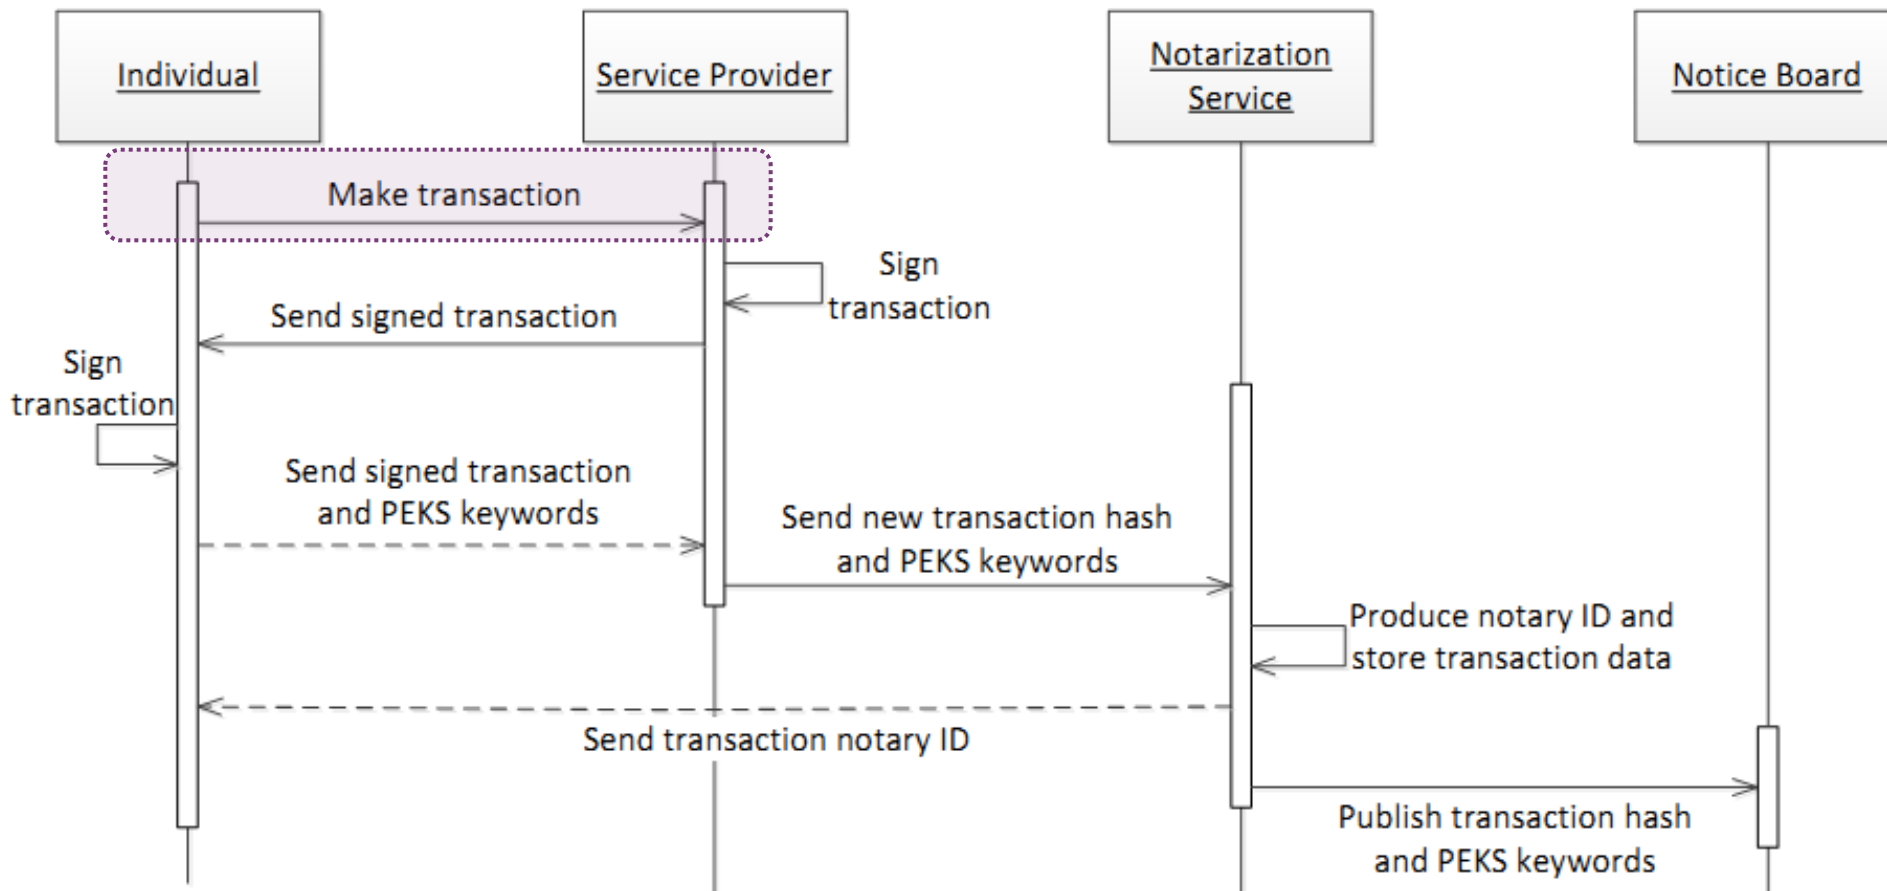 Individual
Service Provider
Notarization
Service
Notice Board
Make transaction
Sign
transaction
Send signed transaction
Sign
transaction
Send signed transaction
and PEKS keywords
Send new transaction hash
and PEKS keywords
Produce notary ID and
store transaction data
Send transaction notary ID
Publish transaction hash
and PEKS keywords